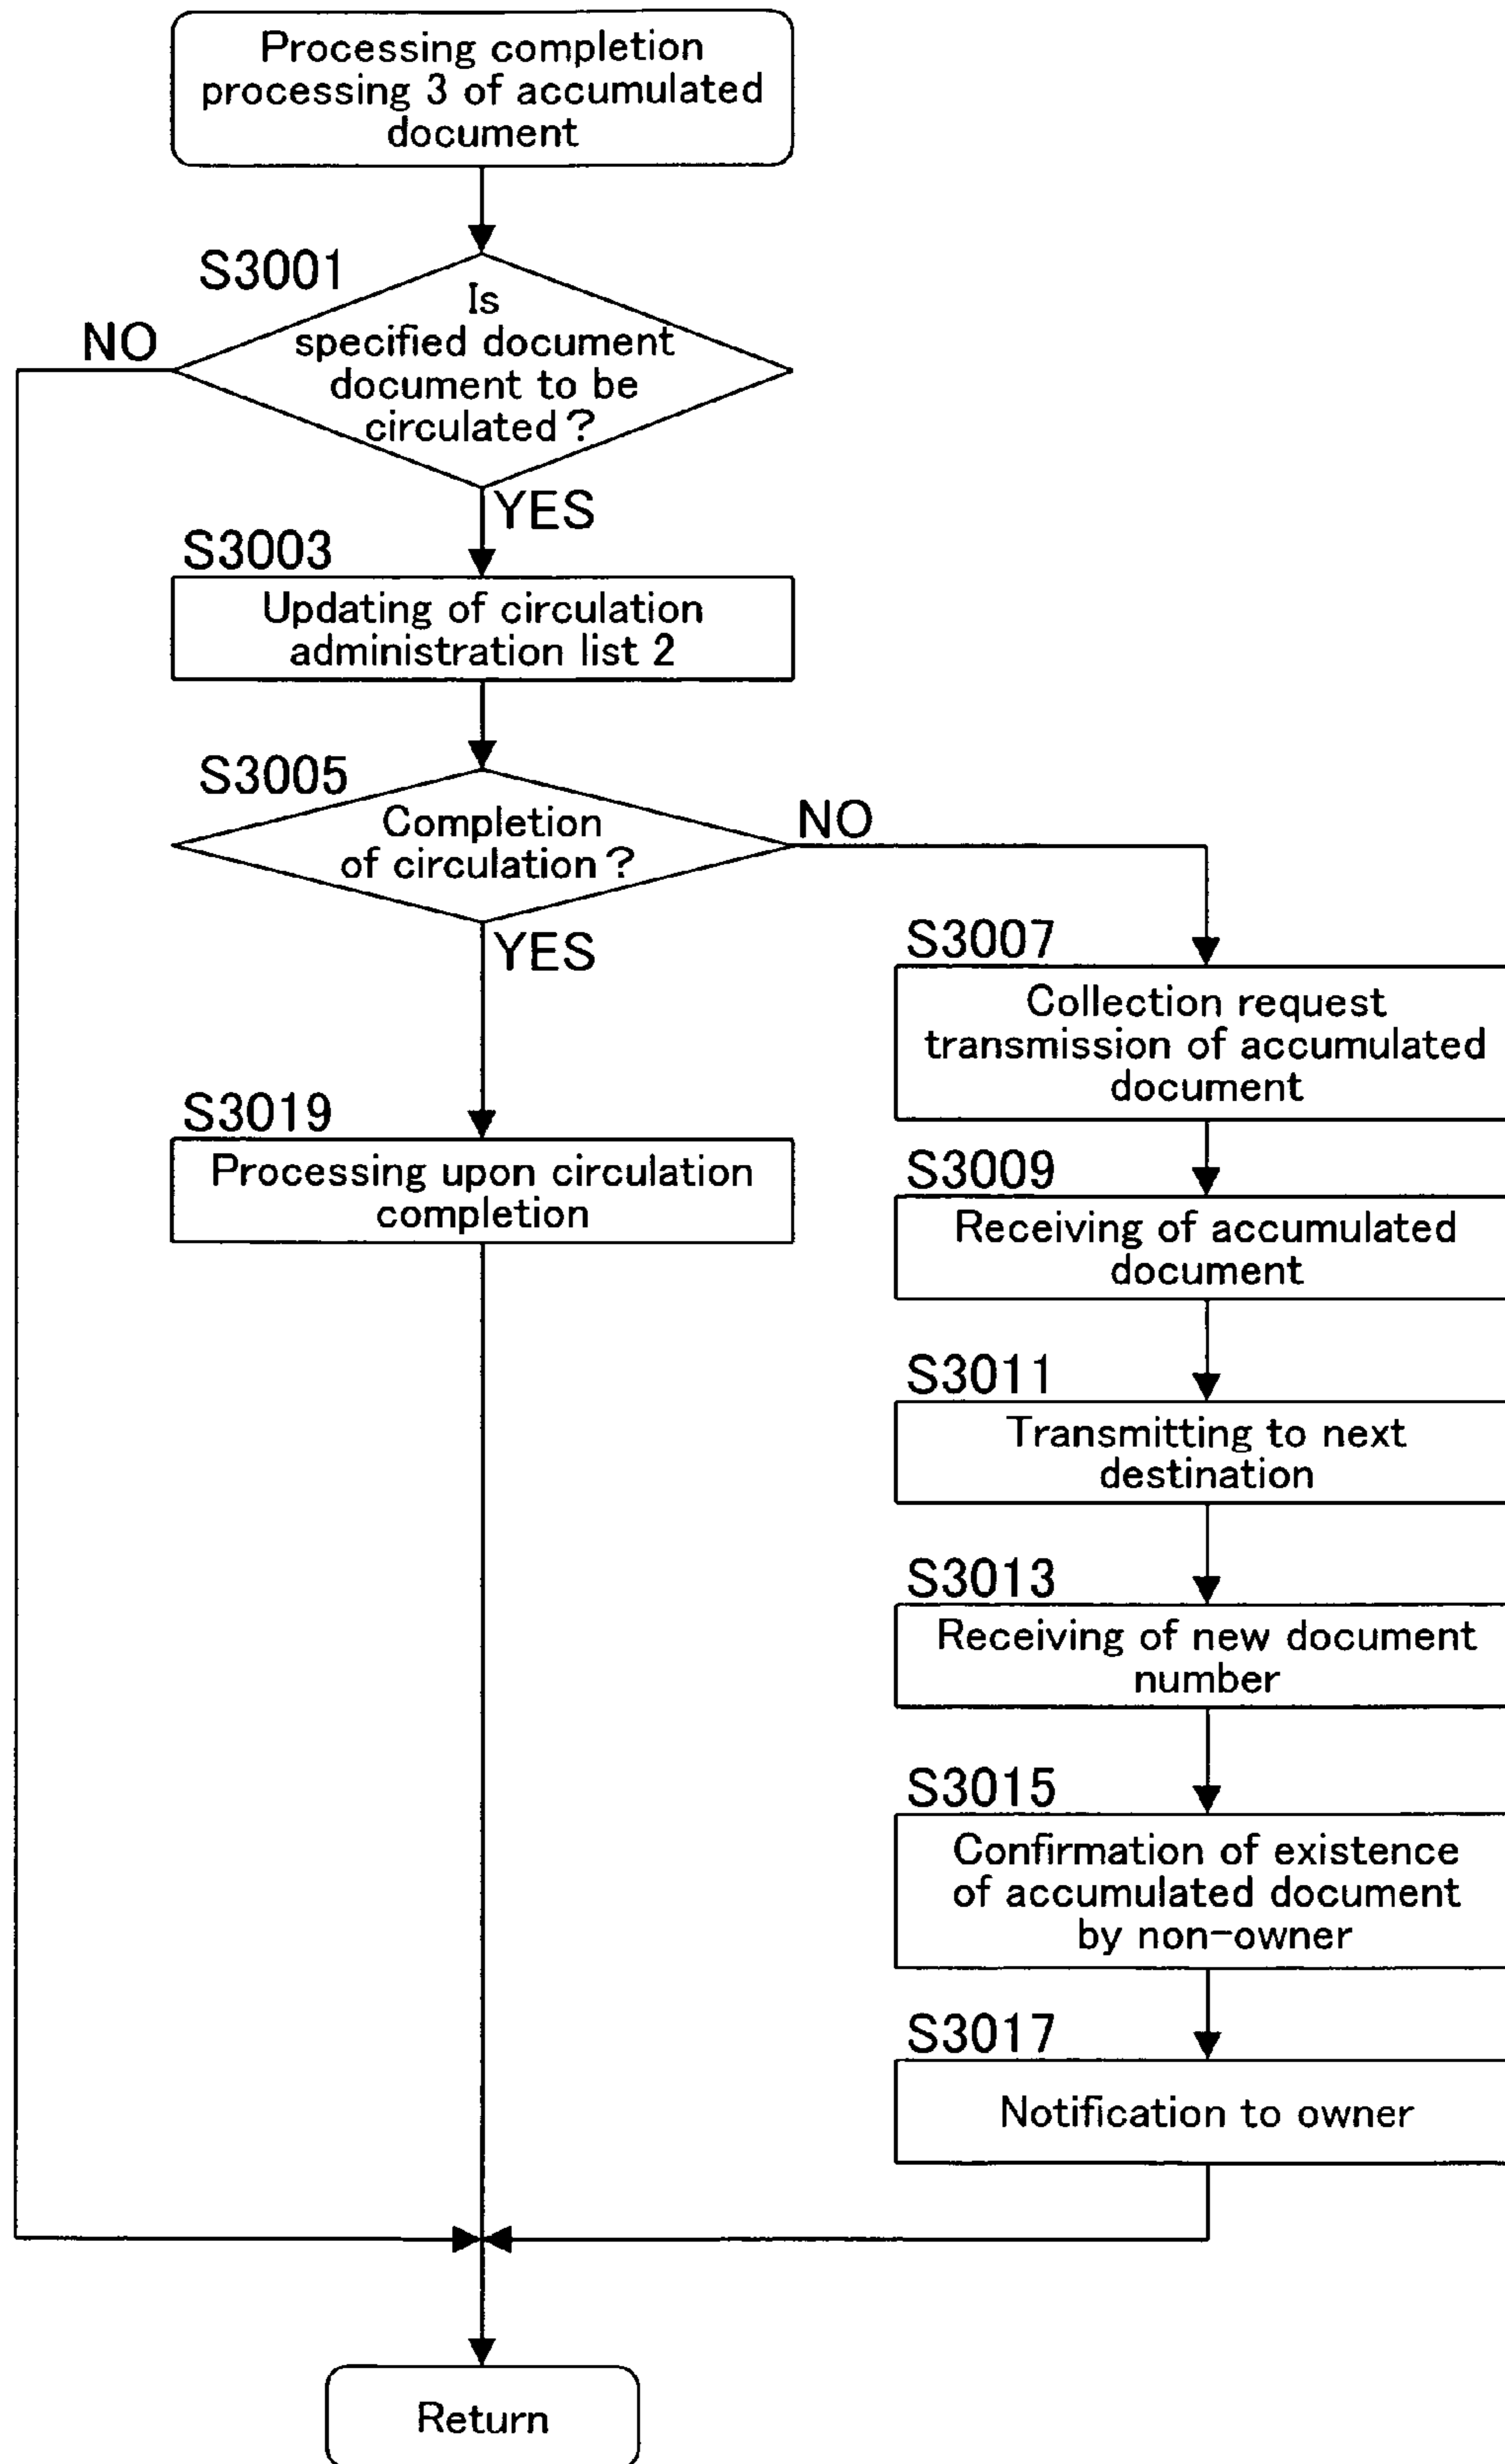 Processing completion
processing 3 of accumulated
document
S3001
Is
specified document
document to be
circulated?
NO
YES
S3003
Updating of circulation
administration list 2
S3005
Completion
of circulation?
NO
YES
S3007
Collection request
transmission of accumulated
document
S3009
Receiving of accumulated
document
S3011
Transmitting to next
destination
S3013
Receiving of new document
number
S3015
Confirmation of existence
of accumulated document
by non-owner
S3017
Notification to owner
S3019
Processing upon circulation
completion
Return